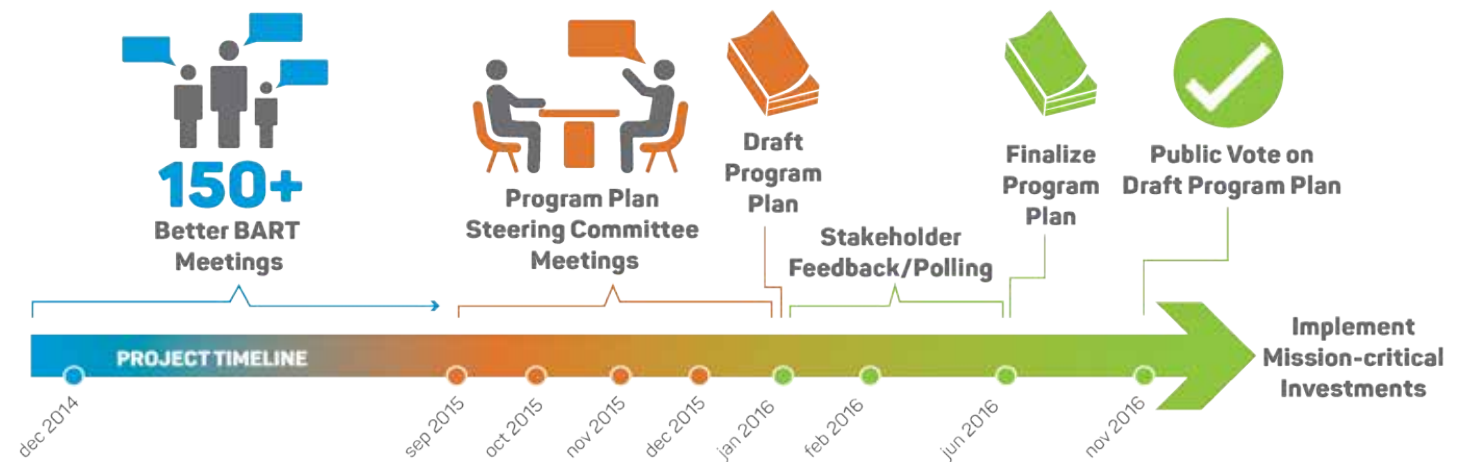 150+
Better BART
Meetings
Program Plan
Steering Committee
Meetings
Draft
Program
Plan
Stakeholder
Feedback/Polling
Finalize
Program
Plan
Public Vote on
Draft Program Plan
Implement
Mission-critical
Investments
PROJECT TIMELINE
dec 2014
sep 2015
oct 2015
nov 2015
dec 2015
jan 2016
feb 2016
jun 2016
nov 2016